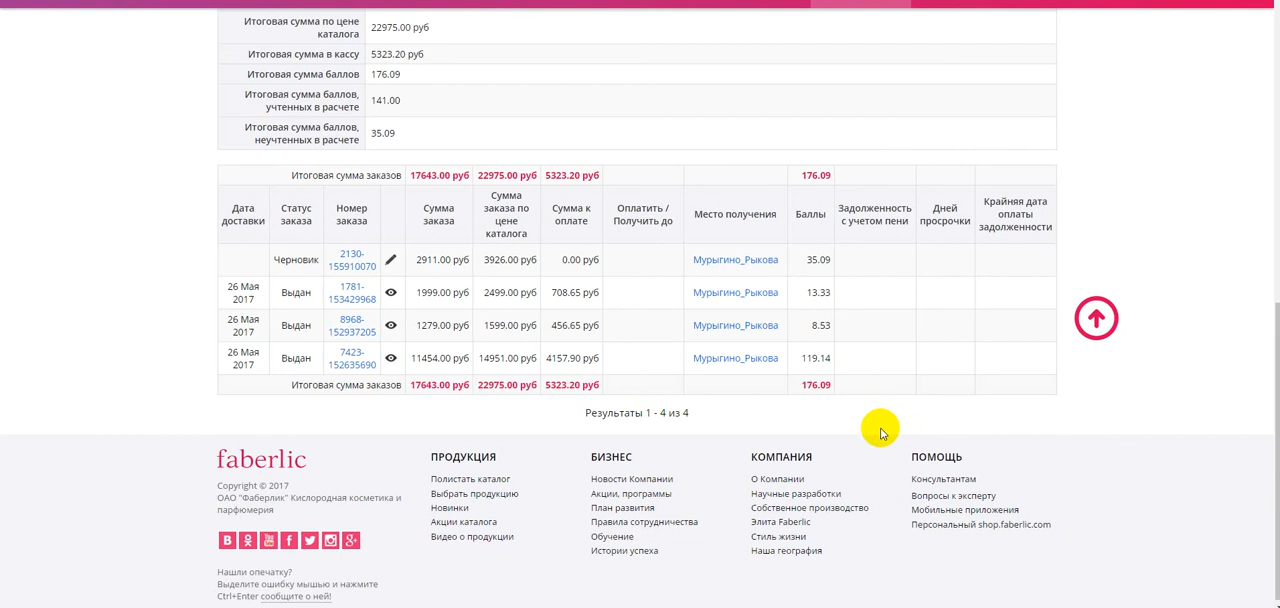 Итоговая сумма по цене
каталога
22975.00 руб
Итоговая сумма в кассу
5323.20 руб
Итоговая сумма баллов
176.09
Итоговая сумма баллов,
учтенных в расчете
141.00
Итоговая сумма баллов,
неучтенных в расчете
35.09
Итоговая сумма заказов 17643.00 руб 22975.00 руб 5323.20 руб 176.09
Дата
доставки
Статус
заказа
Номер
заказа
Сумма
заказа
Сумма
заказа по
цене
каталога
Сумма к
оплате
Оплатить /
Получить до
Место получения
Баллы
Задолженность
с учетом пени
Дней
просрочки
Крайняя дата
оплаты
задолженности
Черновик
2130-
155910070
2911.00 руб 3926.00 руб 0.00 руб Мурыгино_Рыкова 35.09
26 Мая
2017
Выдан
1781-
153429968
1999.00 руб 2499.00 руб 708.65 руб Мурыгино_Рыкова 13.33
26 Мая
2017
Выдан
8968-
152937205
1279.00 руб 1599.00 руб 456.65 руб Мурыгино_Рыкова 8.53
26 Мая
2017
Выдан
7423-
152635690
11454.00 руб 14951.00 руб 4157.90 руб Мурыгино_Рыкова 119.14
Итоговая сумма заказов 17643.00 руб 22975.00 руб 5323.20 руб 176.09
Результаты 1 - 4 из 4
faberlic
Copyright © 2017
ОАО "Фаберлик" Кислородная косметика и
парфюмерия
В f g+
You
Tube
Нашли опечатку?
Выделите ошибку мышью и нажмите
Ctrl+Enter сообщите о ней!
ПРОДУКЦИЯ
Полистать каталог
Выбрать продукцию
Новинки
Акции каталога
Видео о продукции
БИЗНЕС
Новости Компании
Акции, программы
План развития
Правила сотрудничества
Обучение
Истории успеха
КОМПАНИЯ
О Компании
Научные разработки
Собственное производство
Элита Faberlic
Стиль жизни
Наша география
ПОМОЩЬ
Консультантам
Вопросы к эксперту
Мобильные приложения
Персональный shop.faberlic.com